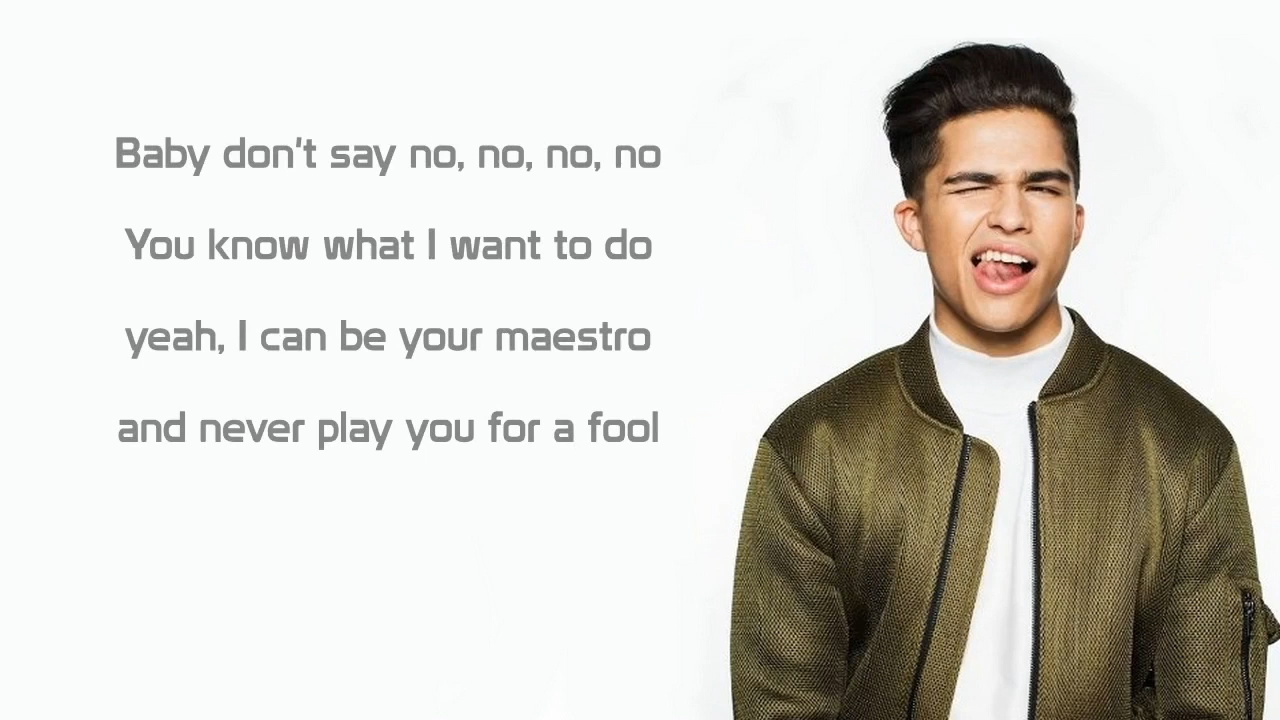 Baby don't say no, no, no, no
You know what I want to do
yeah, I can be your maestro
and never play you for a fool